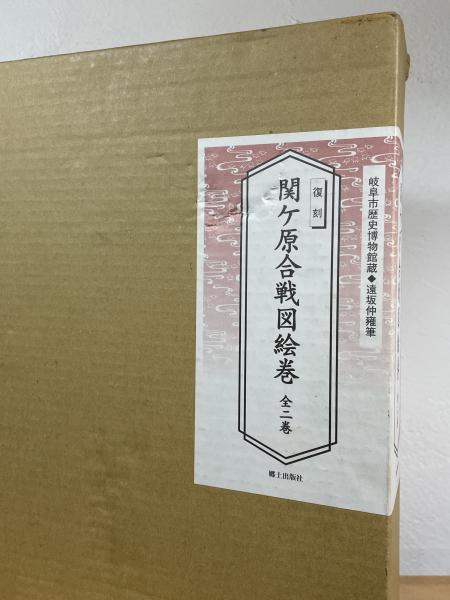 岐阜市歴史博物館蔵◆遠坂仲雍筆
復刻
関ケ原合戦図絵巻 全二巻
郷土出版社